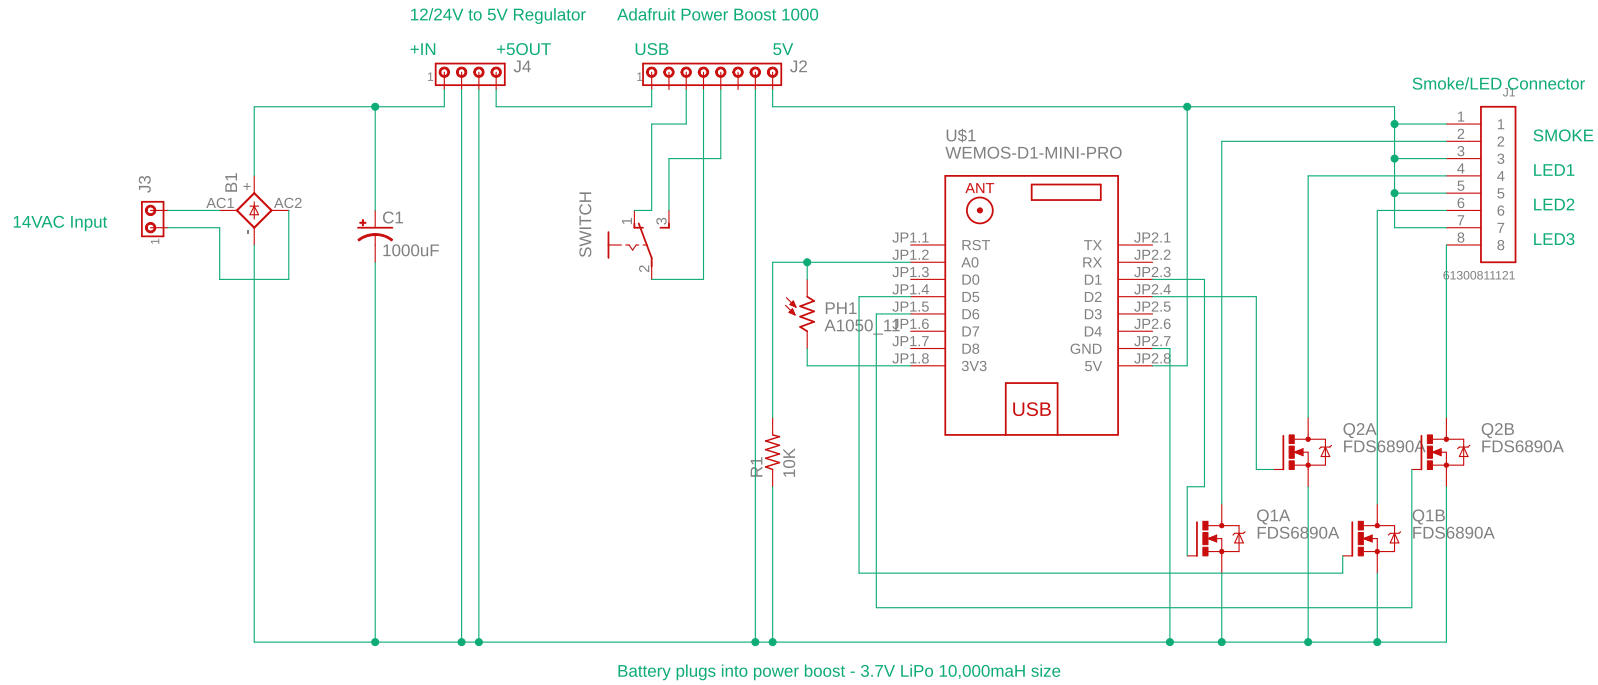 12/24V to 5V Regulator
Adafruit Power Boost 1000
+IN
+5OUT
USB
5V
J4
J2
1
1
Smoke/LED Connector
J1
1 1
2 2
3 3
4 4
5 5
6 6
7 7
8 8
SMOKE
LED1
LED2
LED3
61300811121
14VAC Input
J3
1
B1
+
-
AC1
AC2
C1
1000uF
SWITCH
1
3
2
U$1
WEMOS-D1-MINI-PRO
ANT
JP1.1 RST TX JP2.1
JP1.2 A0 RX JP2.2
JP1.3 D0 D1 JP2.3
JP1.4 D5 D2 JP2.4
JP1.5 D6 D3 JP2.5
JP1.6 D7 D4 JP2.6
JP1.7 D8 GND JP2.7
JP1.8 3V3 5V JP2.8
USB
PH1
A1050_11
R1
10K
Q2A
FDS6890A
Q2B
FDS6890A
Q1A
FDS6890A
Q1B
FDS6890A
Battery plugs into power boost - 3.7V LiPo 10,000maH size